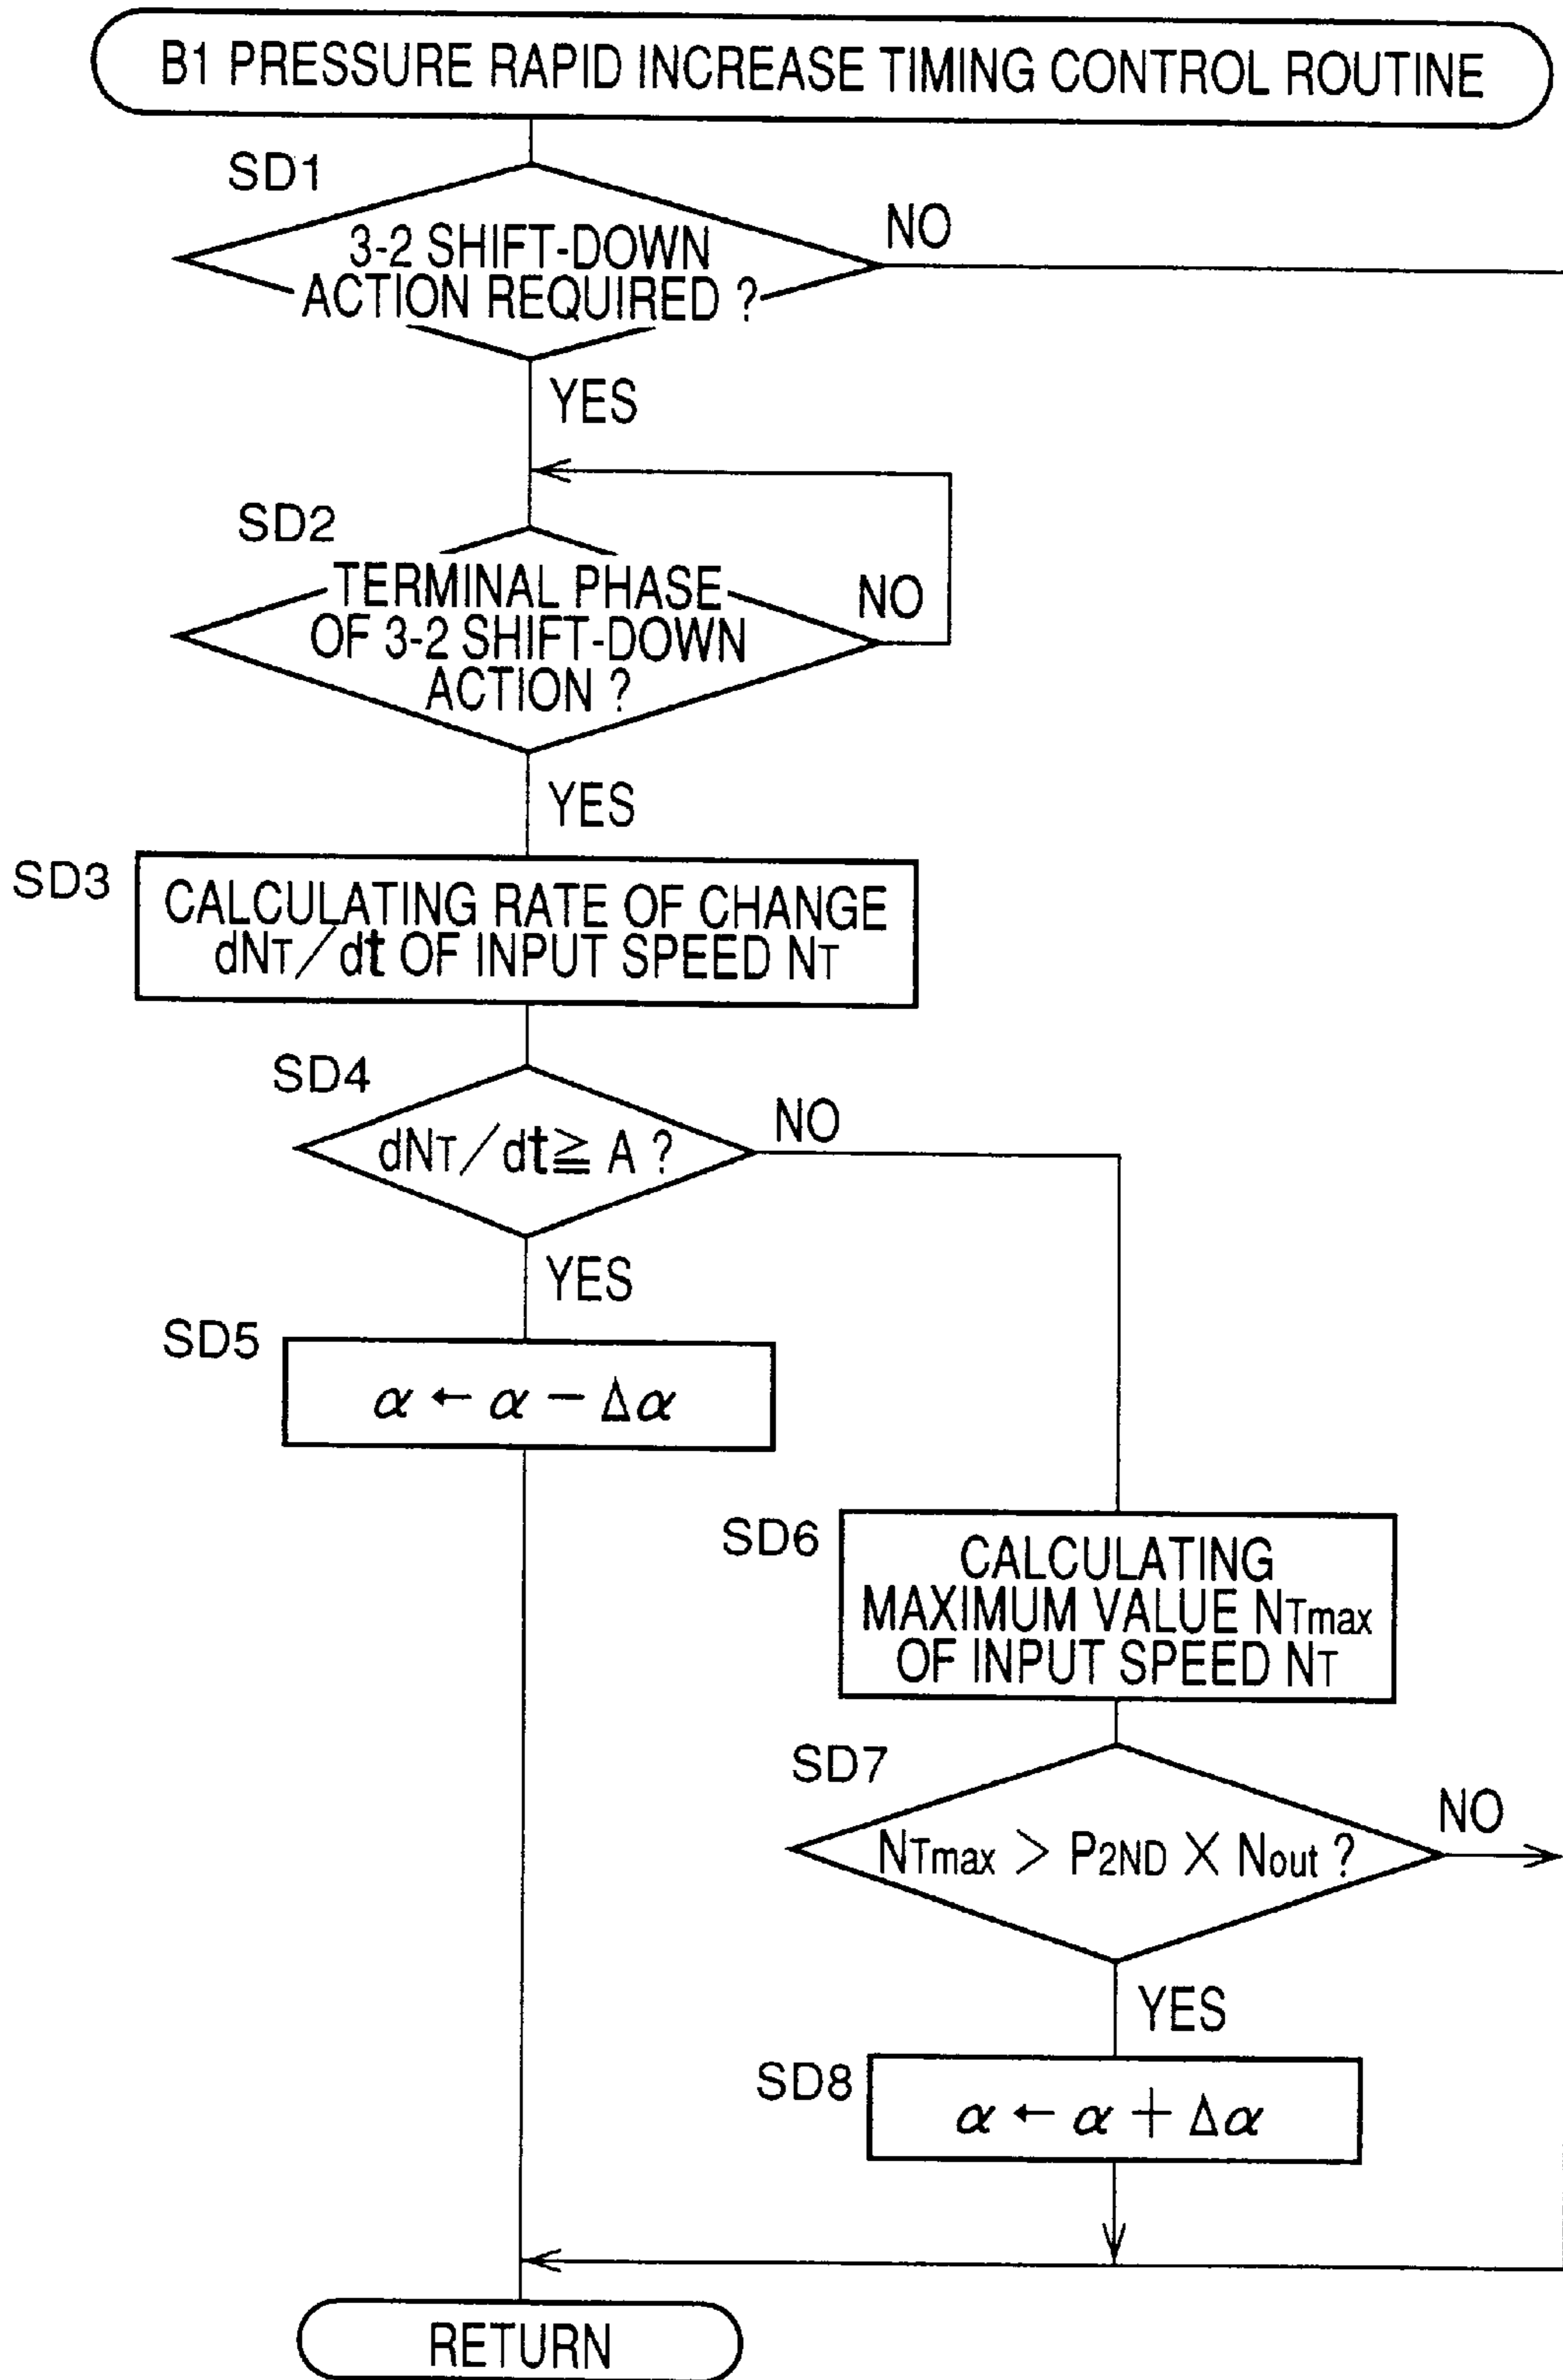 B1 PRESSURE RAPID INCREASE TIMING CONTROL ROUTINE
SD1
3-2 SHIFT-DOWN
ACTION REQUIRED ?
NO
YES
SD2
TERMINAL PHASE
OF 3-2 SHIFT-DOWN
ACTION ?
NO
YES
SD3
CALCULATING RATE OF CHANGE
dNT/dt OF INPUT SPEED NT
SD4
dNT/dt≧ A ?
NO
YES
SD5
α ← α − Δα
SD6
CALCULATING
MAXIMUM VALUE NTmax
OF INPUT SPEED NT
SD7
NTmax > P2ND × Nout ?
NO
YES
SD8
α ← α + Δα
RETURN